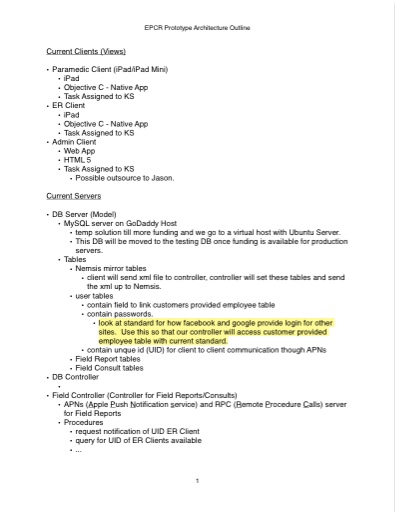 EPCR Prototype Architecture Outline
Current Clients (Views)
• Paramedic Client (iPad/iPad Mini)
• iPad
• Objective C - Native App
• Task Assigned to KS
• ER Client
• iPad
• Objective C - Native App
• Task Assigned to KS
• Admin Client
• Web App
• HTML 5
• Task Assigned to KS
• Possible outsource to Jason.
Current Servers
• DB Server (Model)
• MySQL server on GoDaddy Host
• temp solution till more funding and we go to a virtual host with Ubuntu Server.
• This DB will be moved to the testing DB once funding is available for production
servers.
• Tables
• Nemsis mirror tables
• client will send xml file to controller, controller will set these tables and send
the xml up to Nemsis.
• user tables
• contain field to link customers provided employee table
• contain passwords.
• look at standard for how facebook and google provide login for other
sites. Use this so that our controller will access customer provided
employee table with current standard.
• contain unque id (UID) for client to client communication though APNs
• Field Report tables
• Field Consult tables
• DB Controller
•
• Field Controller (Controller for Field Reports/Consults)
• APNs (Apple Push Notification service) and RPC (Remote Procedure Calls) server
for Field Reports
• Procedures
• request notification of UID ER Client
• query for UID of ER Clients available
• ...
1